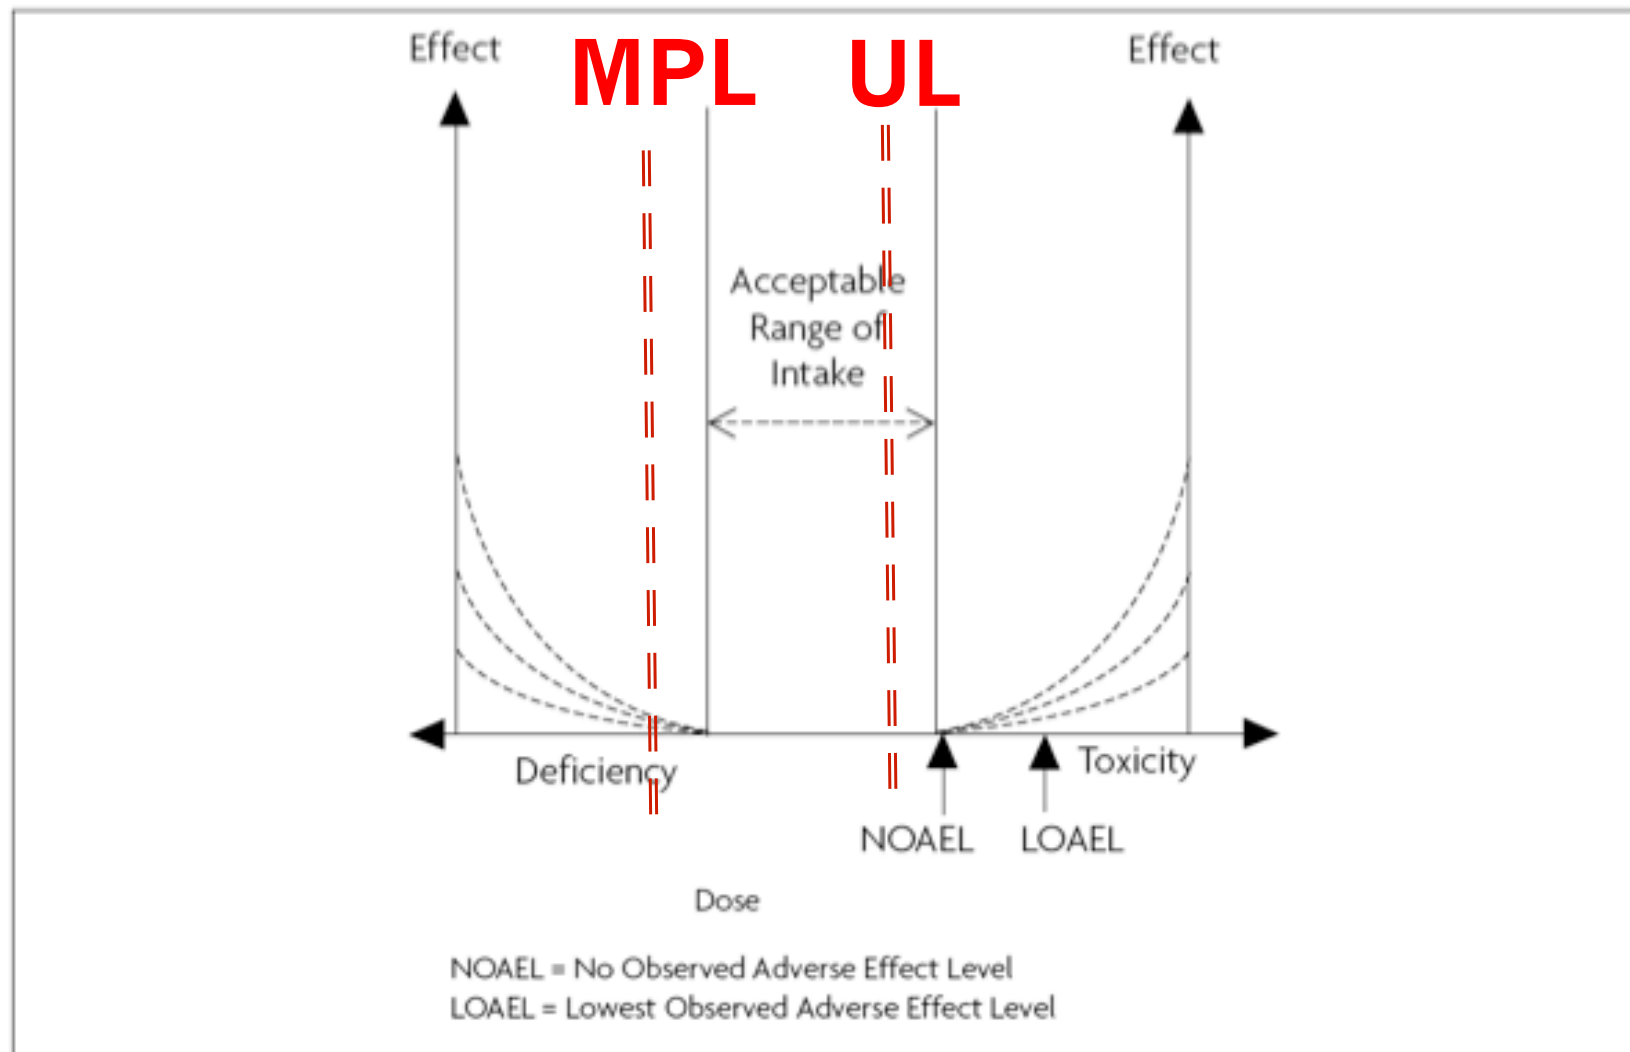 Effect
MPL
UL
Effect
Acceptable
Range of
Intake
Deficiency
Toxicity
NOAEL
LOAEL
Dose
NOAEL = No Observed Adverse Effect Level
LOAEL = Lowest Observed Adverse Effect Level